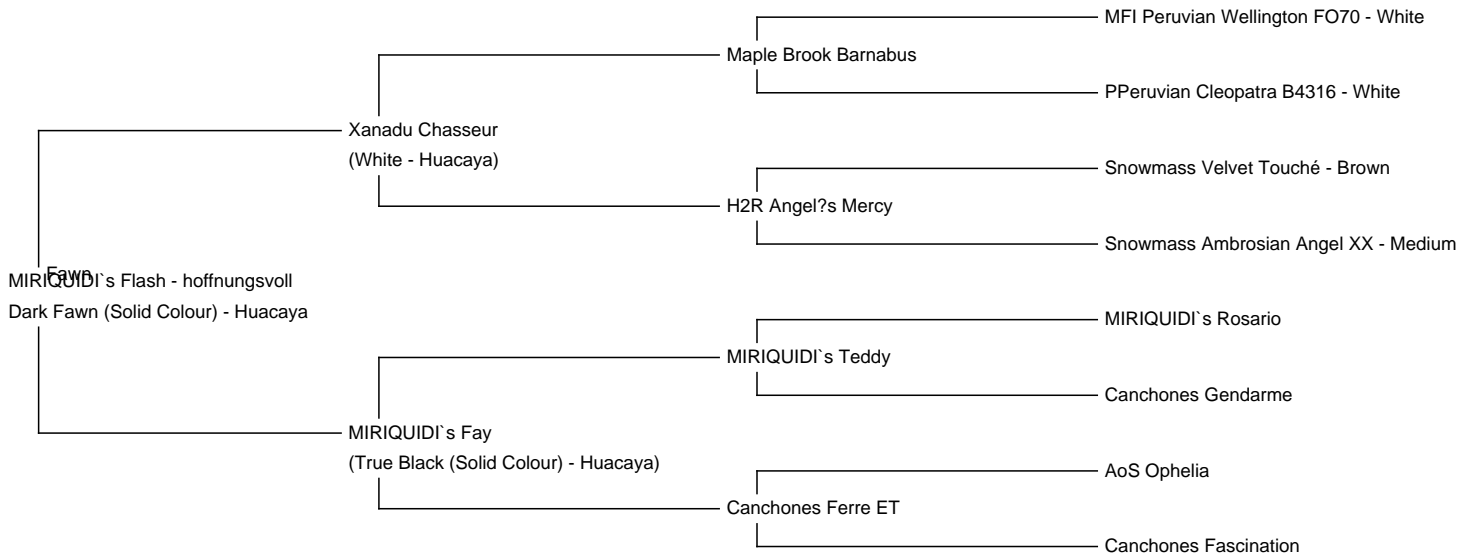 MFI Peruvian Wellington FO70 - White
Maple Brook Barnabus
PPeruvian Cleopatra B4316 - White
Xanadu Chasseur
(White - Huacaya)
Snowmass Velvet Touché - Brown
H2R Angel?s Mercy
Snowmass Ambrosian Angel XX - Medium
Fawn
MIRIQUIDI`s Flash - hoffnungsvoll
Dark Fawn (Solid Colour) - Huacaya
MIRIQUIDI`s Rosario
MIRIQUIDI`s Teddy
Canchones Gendarme
MIRIQUIDI`s Fay
(True Black (Solid Colour) - Huacaya)
AoS Ophelia
Canchones Ferre ET
Canchones Fascination